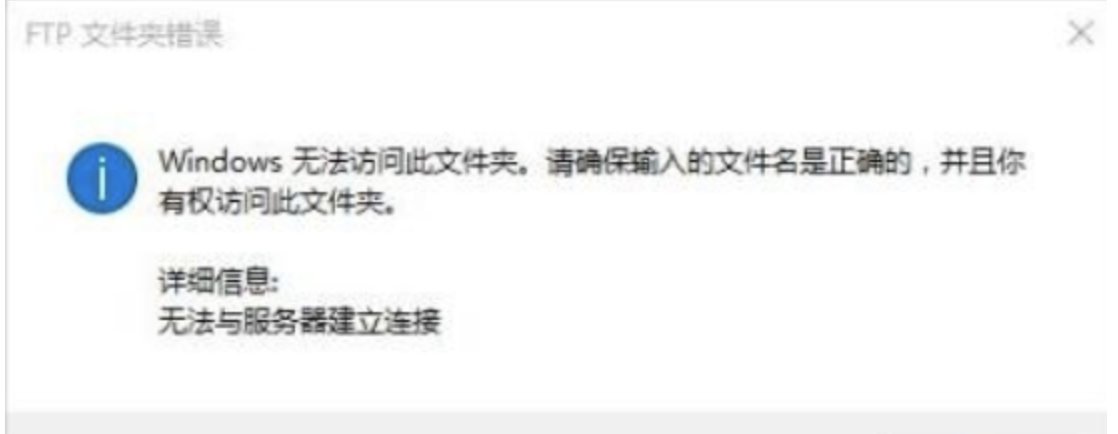 FTP 文件夹错误
Windows 无法访问此文件夹。请确保输入的文件名是正确的，并且你
有权访问此文件夹。
详细信息:
无法与服务器建立连接